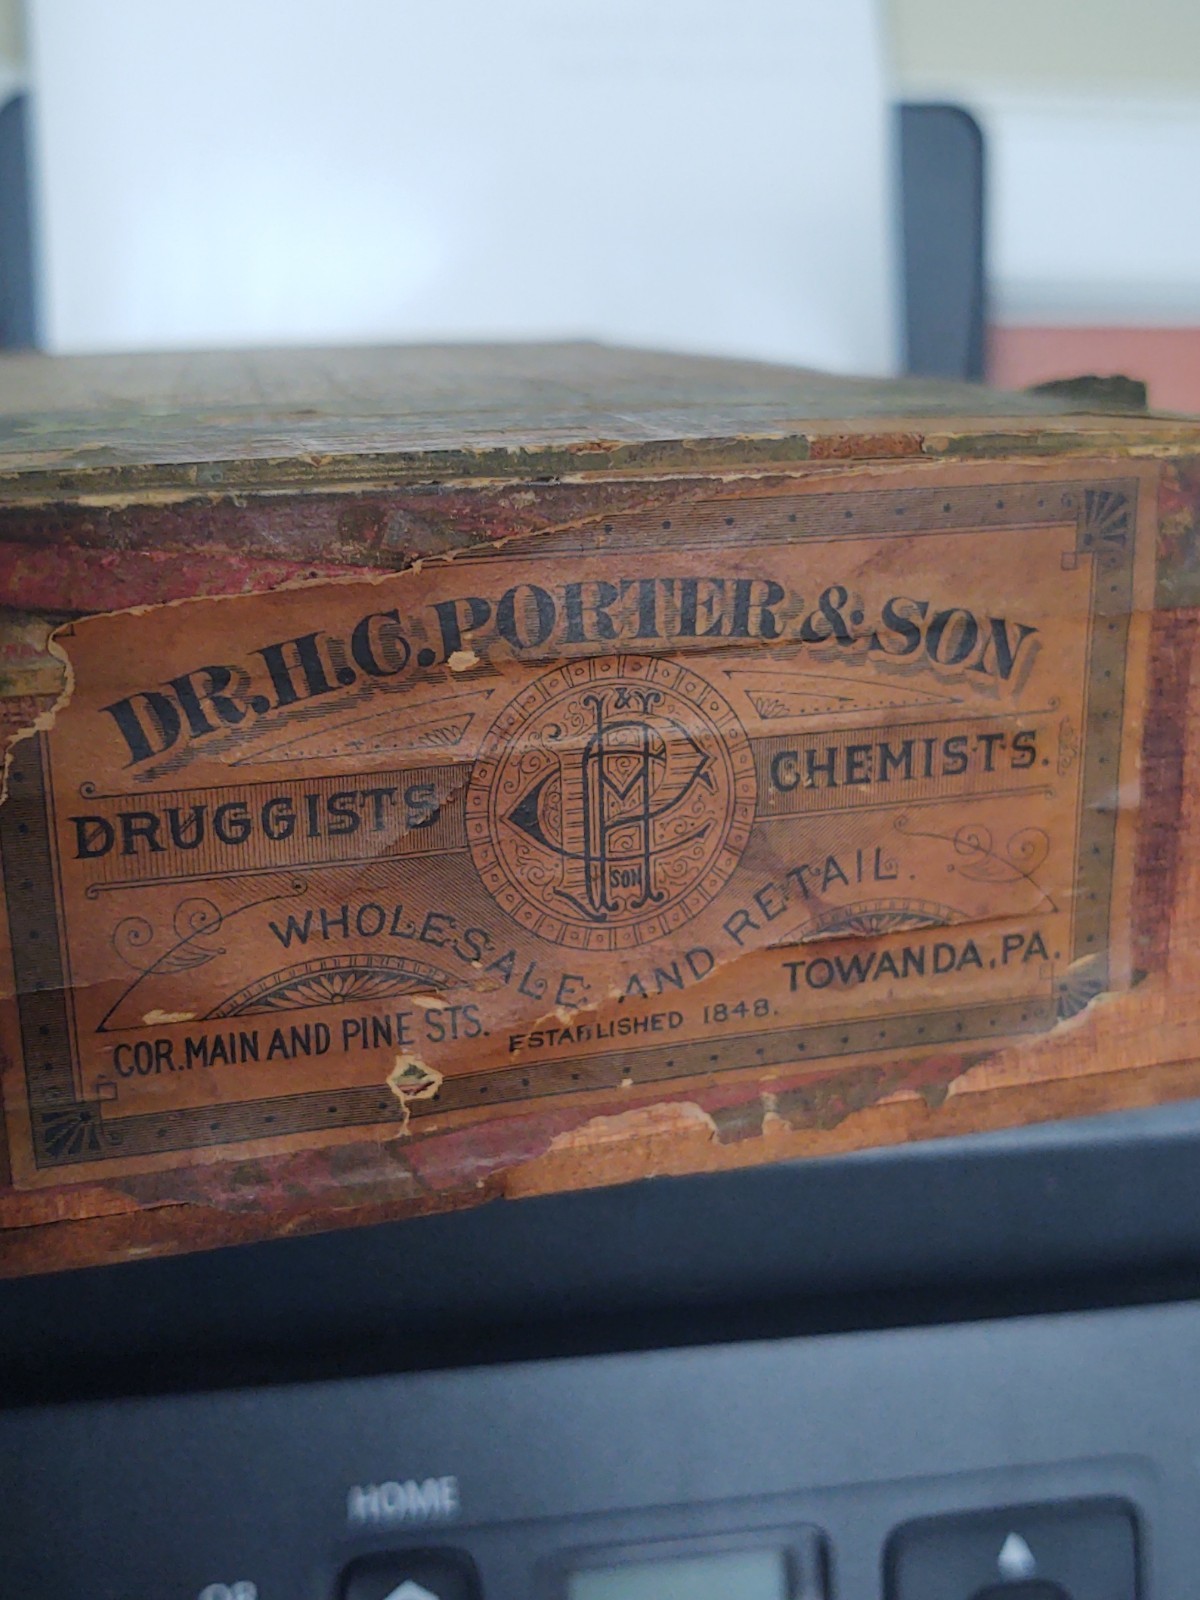 DR. H. C. PORTER & SON
DRUGGISTS
CHEMISTS.
&
SON
WHOLESALE AND RETAIL.
COR. MAIN AND PINE STS.
ESTABLISHED 1848.
TOWANDA, PA.
HOME